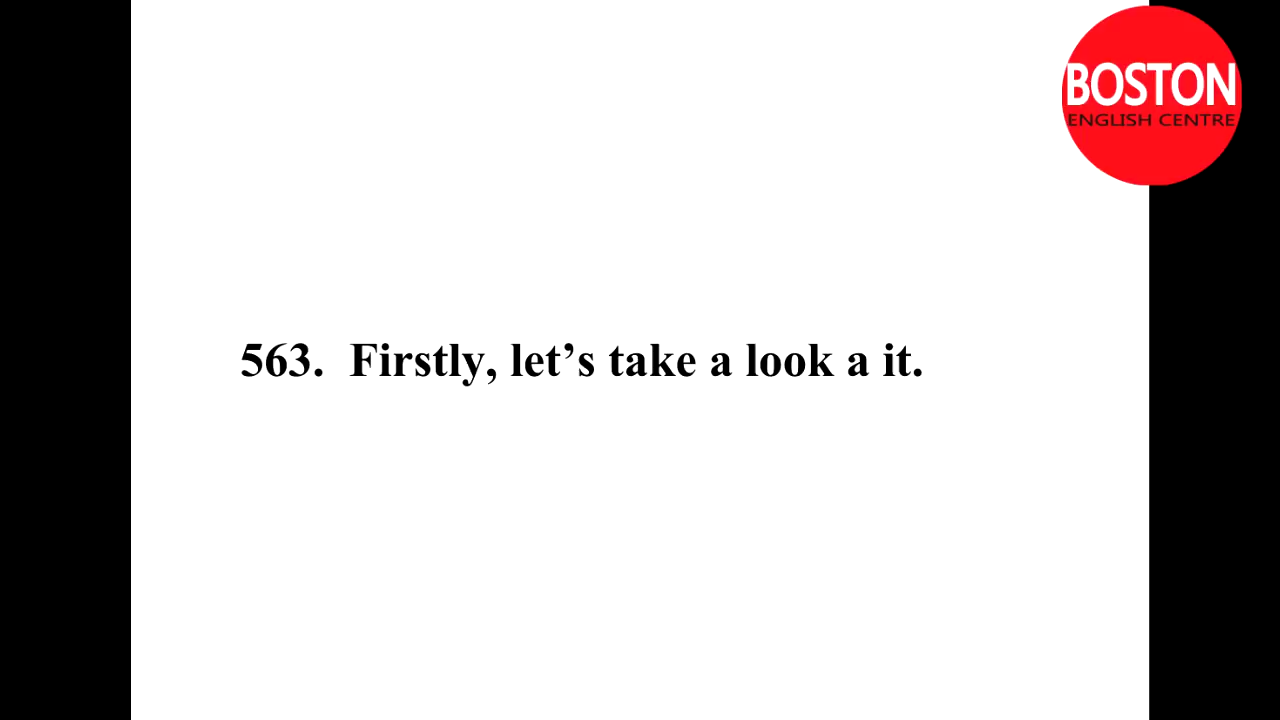 BOSTON
ENGLISH CENTRE
563. Firstly, let’s take a look a it.